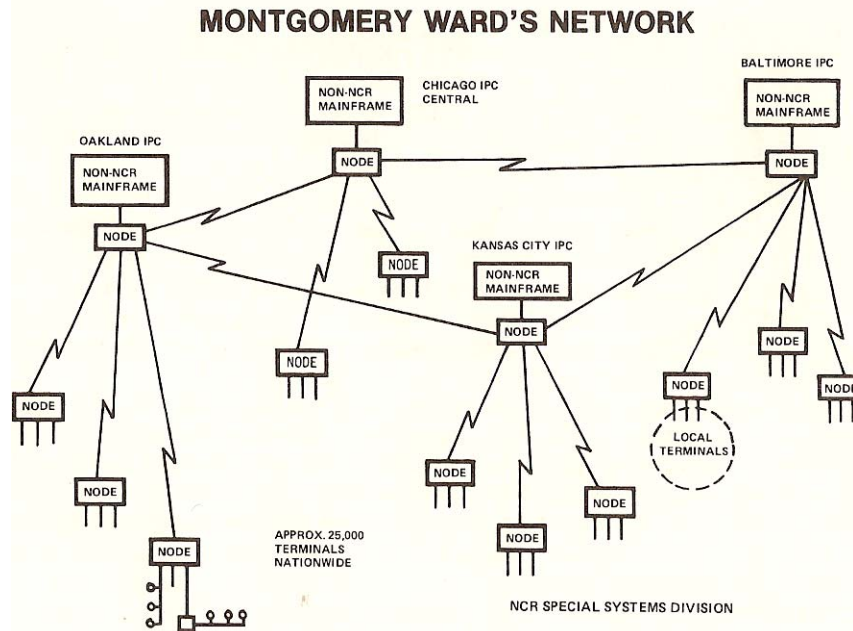 MONTGOMERY WARD'S NETWORK
BALTIMORE IPC
NON-NCR
MAINFRAME
CHICAGO IPC
CENTRAL
NON-NCR
MAINFRAME
OAKLAND IPC
NON-NCR
MAINFRAME
NODE
NODE
NODE
KANSAS CITY IPC
NON-NCR
MAINFRAME
NODE
NODE
NODE
NODE
NODE
NODE
NODE
LOCAL
TERMINALS
NODE
NODE
NODE
NODE
NODE
NODE
APPROX. 25,000
TERMINALS
NATIONWIDE
NCR SPECIAL SYSTEMS DIVISION